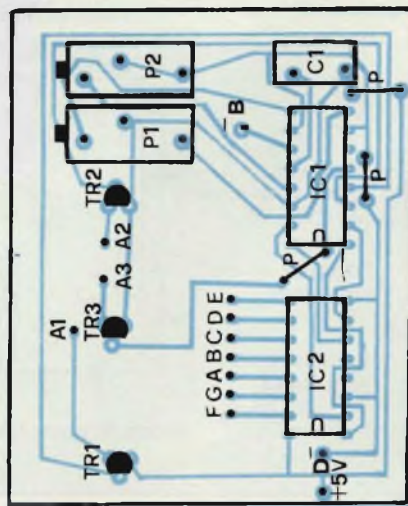 A1
TR1
TR3
A3
A2
TR2
P1
P2
FGABCDE
-B
P
IC2
IC1
C1
D-
+5V
P
P